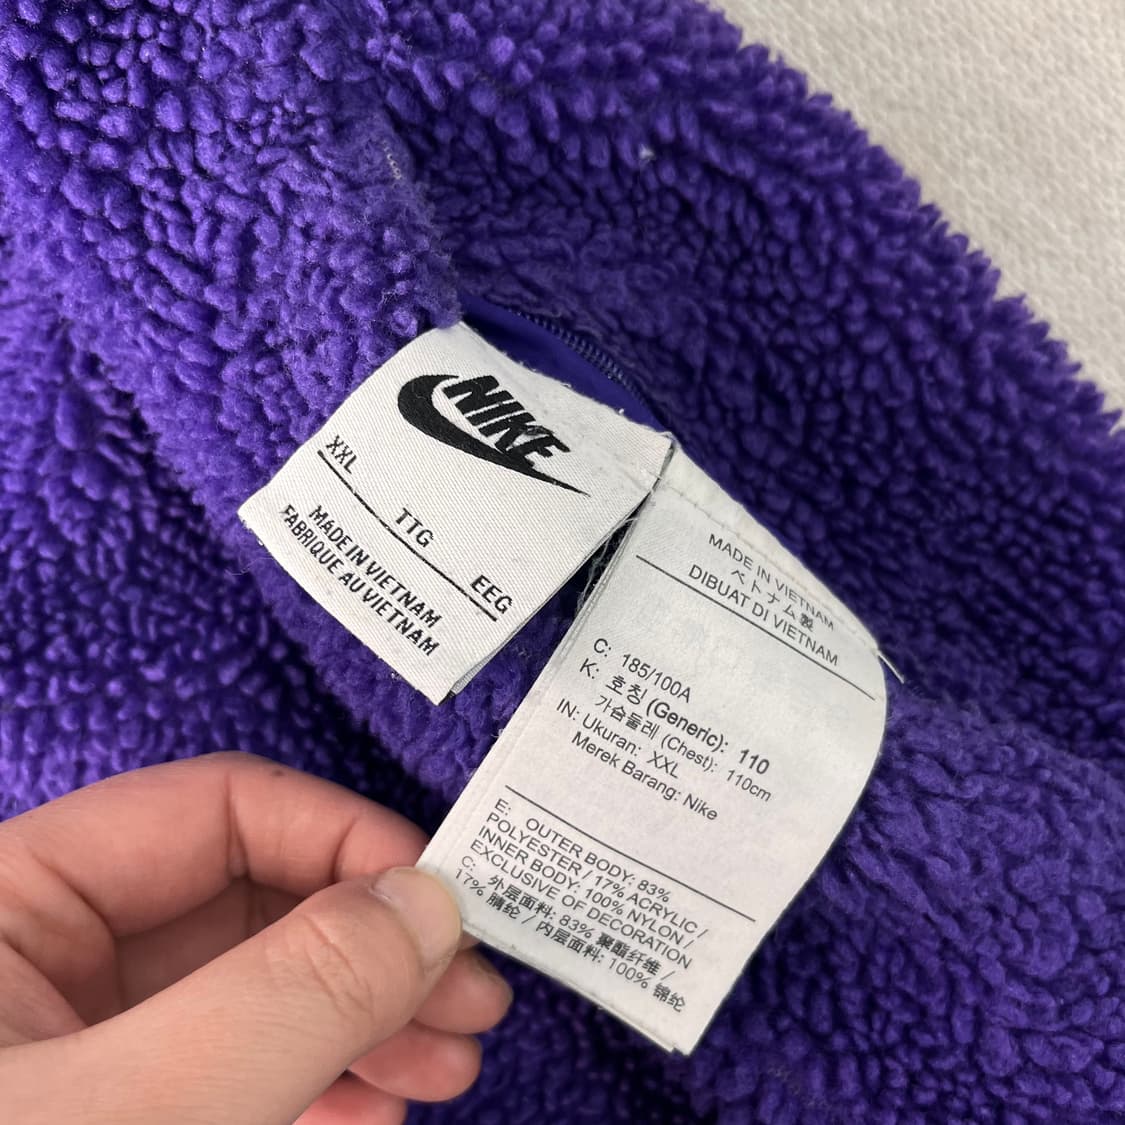 NIKE
XXL
TTG
EEG
MADE IN VIETNAM
FABRIQUE AU VIETNAM
MADE IN VIETNAM
ベトナム製
DIBUAT DI VIETNAM
C: 185/100A
K: 호칭 (Generic): 110
가슴둘레 (Chest): 110cm
IN: Ukuran: XXL
Merek Barang: Nike
E: OUTER BODY: 83%
POLYESTER / 17% ACRYLIC /
INNER BODY: 100% NYLON /
EXCLUSIVE OF DECORATION
C: 外层面料: 83% 聚酯纤维 /
17% 腈纶 / 内层面料: 100% 锦纶